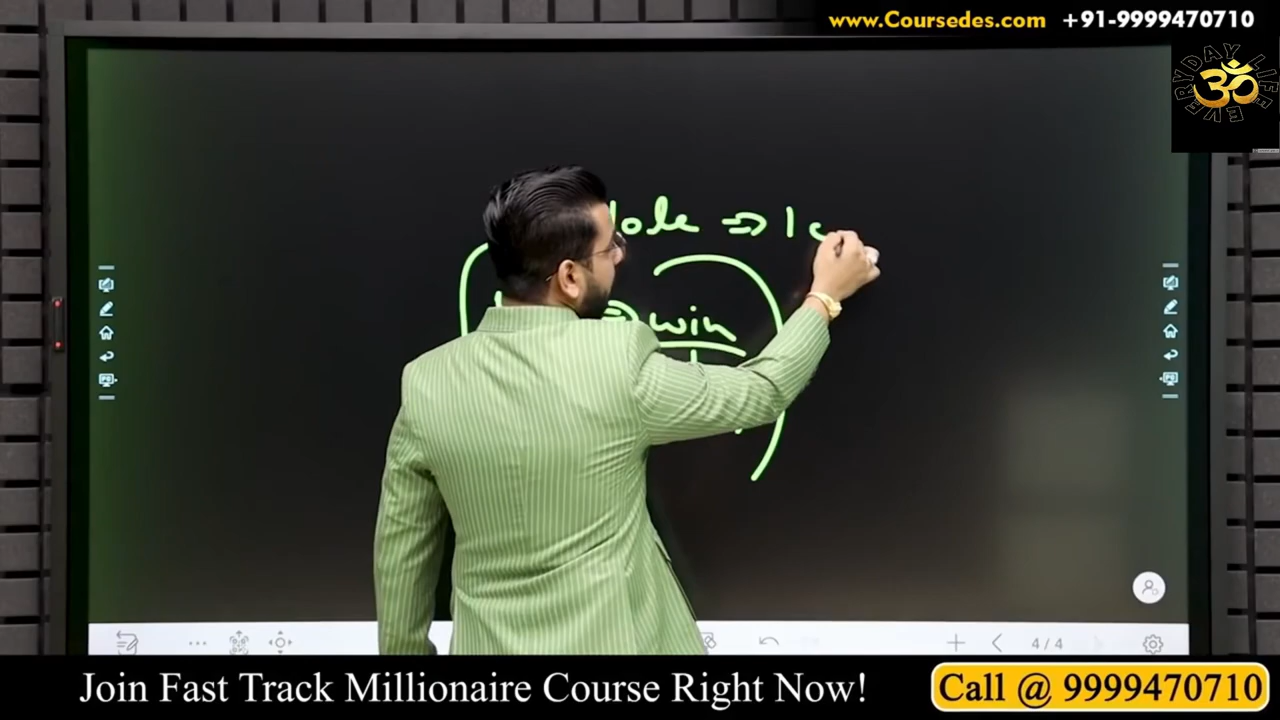 www.Coursedes.com +91-9999470710
EVERYDAY LIFE
ॐ
⇒ 1
⇒ win
4 / 4
Join Fast Track Millionaire Course Right Now!
Call @ 9999470710